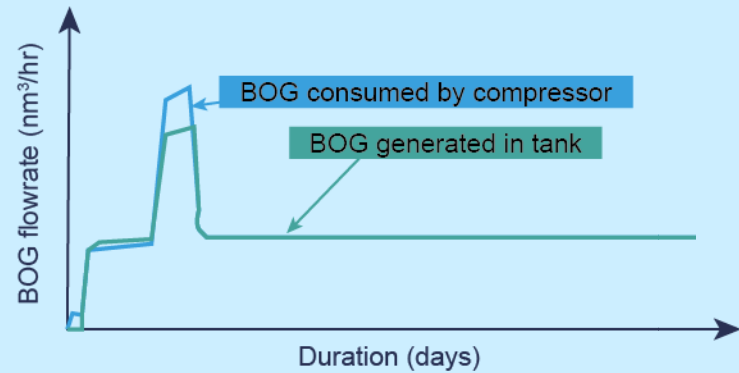 BOG consumed by compressor
BOG generated in tank
BOG flowrate (nm³/hr)
Duration (days)